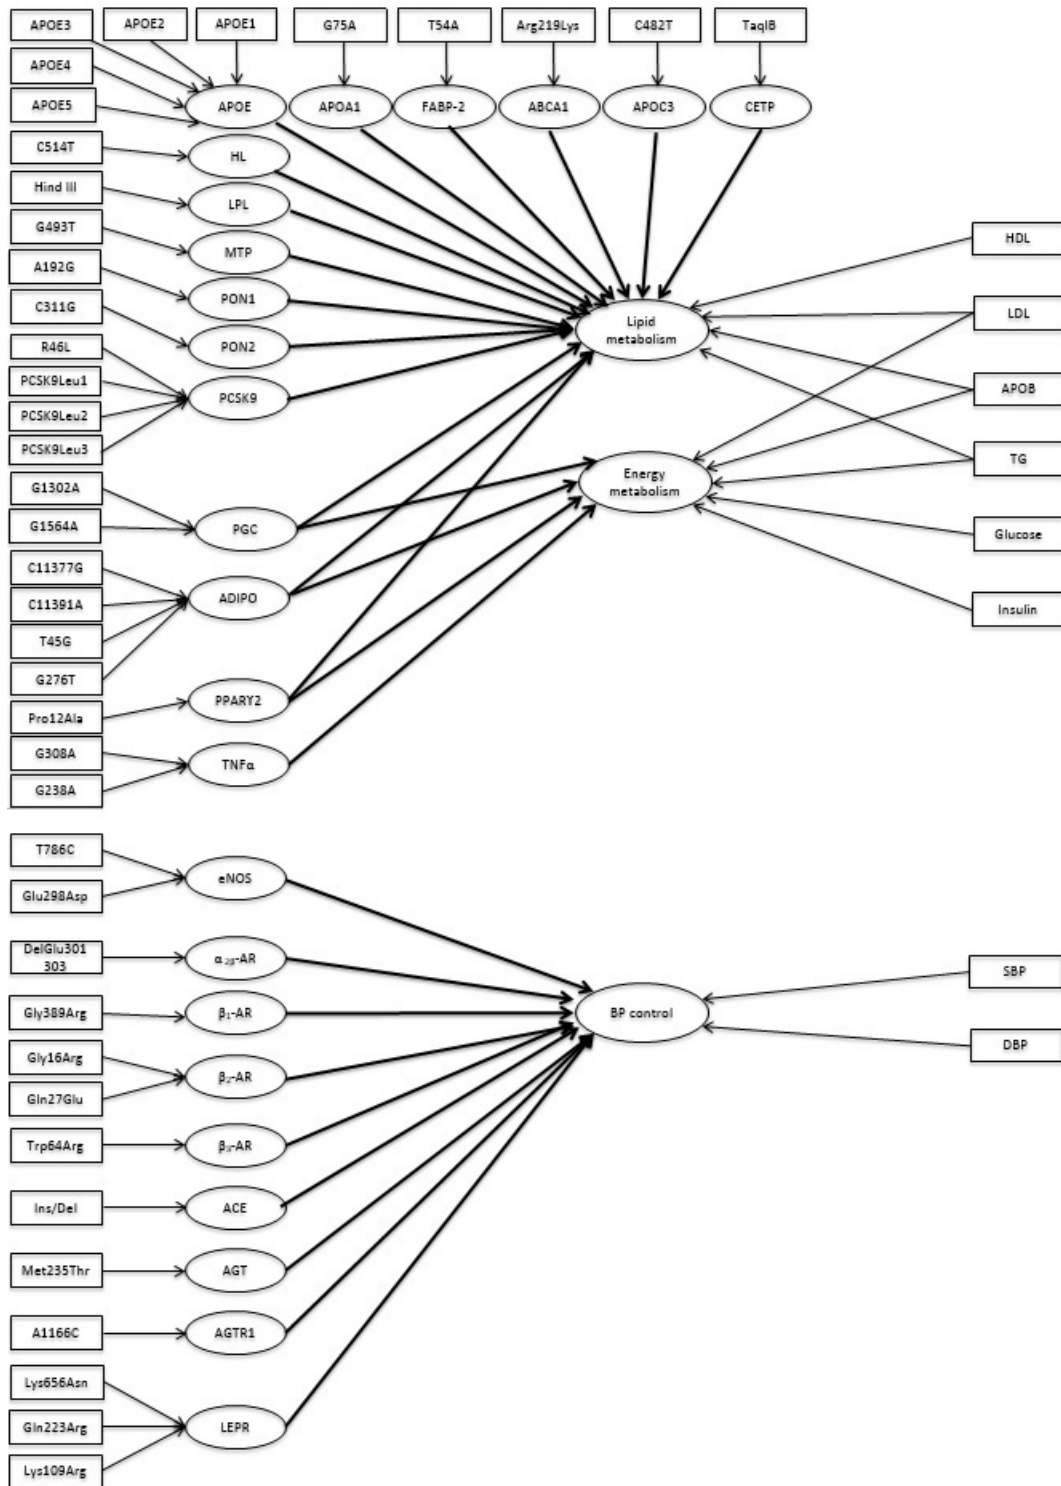 APOE3
APOE2
APOE1
G75A
T54A
Arg219Lys
C482T
TaqIB
APOE4
APOE5
APOE
APOA1
FABP-2
ABCA1
APOC3
CETP
C514T
HL
Hind III
LPL
G493T
MTP
HDL
A192G
PON1
C311G
PON2
LDL
Lipid
metabolism
R46L
PCSK9Leu1
PCSK9
APOB
PCSK9Leu2
PCSK9Leu3
TG
G1302A
Energy
metabolism
G1564A
PGC
Glucose
C11377G
C11391A
ADIPO
Insulin
T45G
G276T
Pro12Ala
PPARY2
G308A
TNFα
G238A
T786C
eNOS
Glu298Asp
DelGlu301
303
α2β-AR
SBP
Gly389Arg
β1-AR
BP control
Gly16Arg
DBP
β2-AR
Gln27Glu
Trp64Arg
β3-AR
Ins/Del
ACE
Met235Thr
AGT
A1166C
AGTR1
Lys656Asn
Gln223Arg
LEPR
Lys109Arg